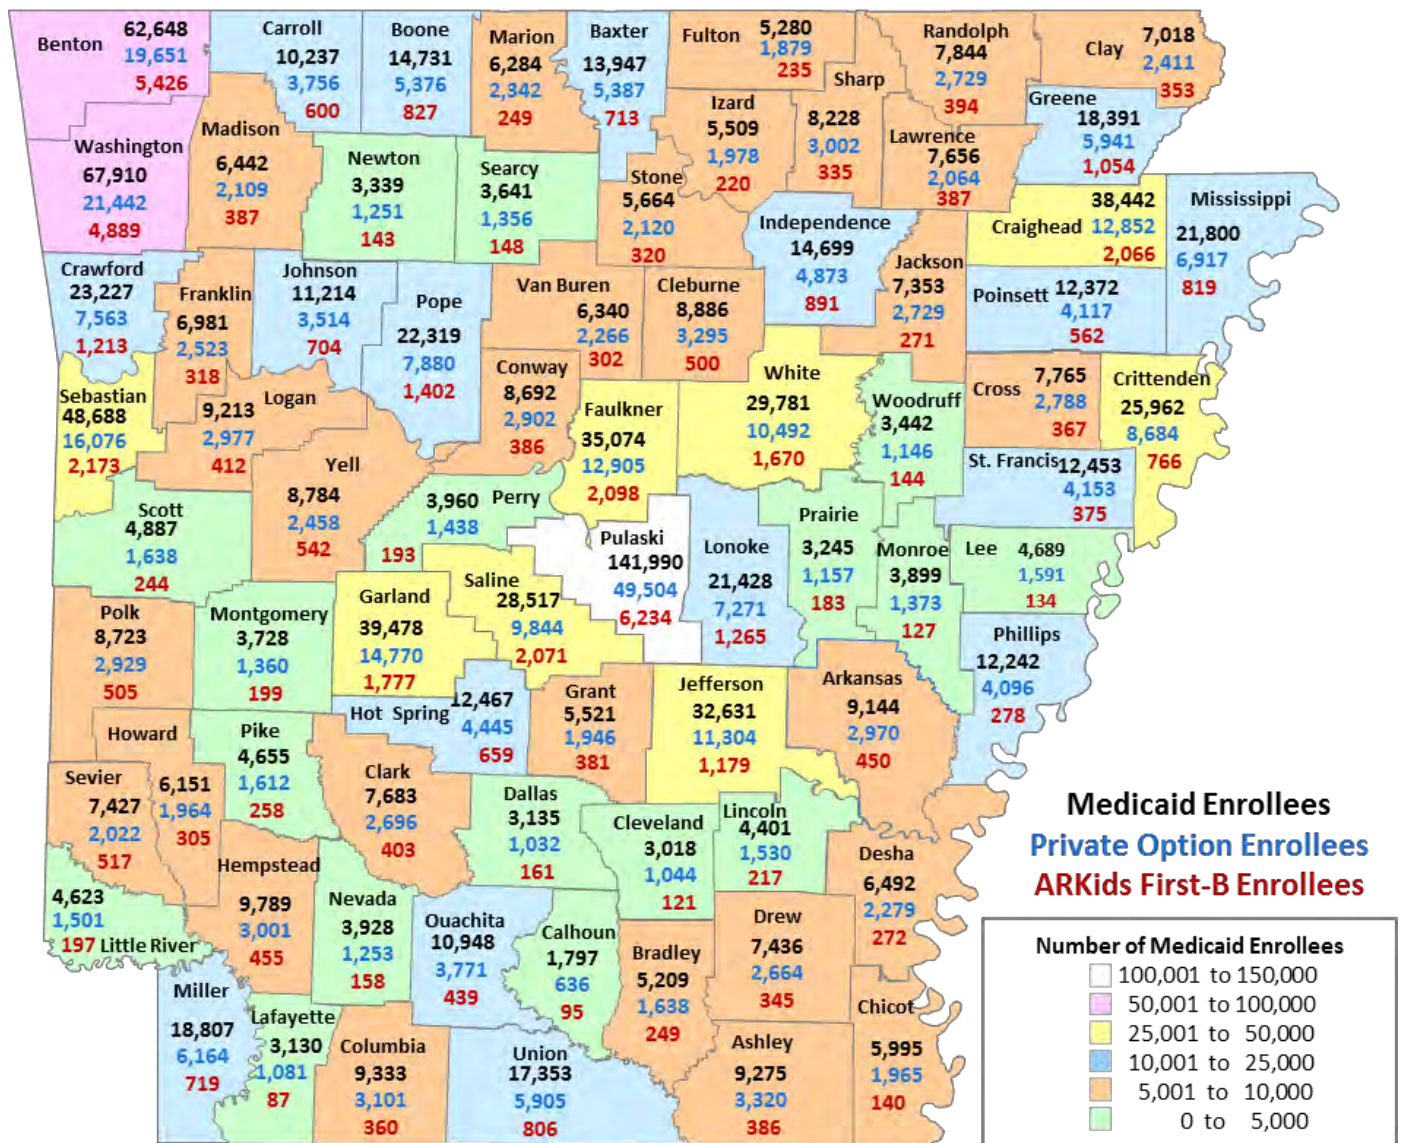 Benton
62,648
19,651
5,426
Carroll
10,237
3,756
600
Boone
14,731
5,376
827
Marion
6,284
2,342
249
Baxter
13,947
5,387
713
Fulton
5,280
1,879
235
Sharp
8,228
3,002
335
Randolph
7,844
2,729
394
Clay
7,018
2,411
353
Washington
67,910
21,442
4,889
Madison
6,442
2,109
387
Newton
3,339
1,251
143
Searcy
3,641
1,356
148
Stone
5,664
2,120
320
Izard
5,509
1,978
220
Lawrence
7,656
2,064
387
Greene
18,391
5,941
1,054
Independence
14,699
4,873
891
Craighead
38,442
12,852
2,066
Mississippi
21,800
6,917
819
Crawford
23,227
7,563
1,213
Franklin
6,981
2,523
318
Johnson
11,214
3,514
704
Pope
22,319
7,880
1,402
Van Buren
6,340
2,266
302
Cleburne
8,886
3,295
500
Jackson
7,353
2,729
271
Poinsett
12,372
4,117
562
Sebastian
48,688
16,076
2,173
Logan
9,213
2,977
412
Conway
8,692
2,902
386
Faulkner
35,074
12,905
2,098
White
29,781
10,492
1,670
Woodruff
3,442
1,146
144
Cross
7,765
2,788
367
Crittenden
25,962
8,684
766
Scott
4,887
1,638
244
Yell
8,784
2,458
542
Perry
3,960
1,438
193
Pulaski
141,990
49,504
6,234
Lonoke
21,428
7,271
1,265
Prairie
3,245
1,157
183
Monroe
3,899
1,373
127
St. Francis
12,453
4,153
375
Lee
4,689
1,591
134
Polk
8,723
2,929
505
Montgomery
3,728
1,360
199
Garland
39,478
14,770
1,777
Saline
28,517
9,844
2,071
Phillips
12,242
4,096
278
Hot Spring
12,467
4,445
659
Grant
5,521
1,946
381
Jefferson
32,631
11,304
1,179
Arkansas
9,144
2,970
450
Howard
6,151
1,964
305
Pike
4,655
1,612
258
Clark
7,683
2,696
403
Sevier
7,427
2,022
517
Dallas
3,135
1,032
161
Cleveland
3,018
1,044
121
Lincoln
4,401
1,530
217
Desha
6,492
2,279
272
Little River
4,623
1,501
197
Hempstead
9,789
3,001
455
Nevada
3,928
1,253
158
Ouachita
10,948
3,771
439
Calhoun
1,797
636
95
Bradley
5,209
1,638
249
Drew
7,436
2,664
345
Miller
18,807
6,164
719
Lafayette
3,130
1,081
87
Columbia
9,333
3,101
360
Union
17,353
5,905
806
Ashley
9,275
3,320
386
Chicot
5,995
1,965
140
Medicaid Enrollees
Private Option Enrollees
ARKids First-B Enrollees
Number of Medicaid Enrollees
100,001 to 150,000
50,001 to 100,000
25,001 to 50,000
10,001 to 25,000
5,001 to 10,000
0 to 5,000